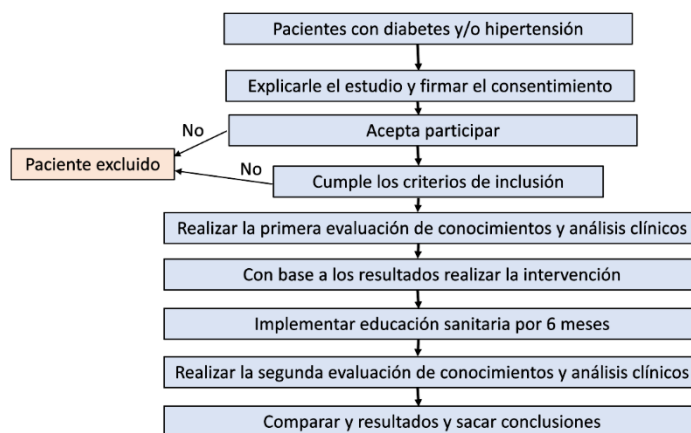 Pacientes con diabetes y/o hipertensión
Explicarle el estudio y firmar el consentimiento
No
Acepta participar
Paciente excluido
No
Cumple los criterios de inclusión
Realizar la primera evaluación de conocimientos y análisis clínicos
Con base a los resultados realizar la intervención
Implementar educación sanitaria por 6 meses
Realizar la segunda evaluación de conocimientos y análisis clínicos
Comparar y resultados y sacar conclusiones